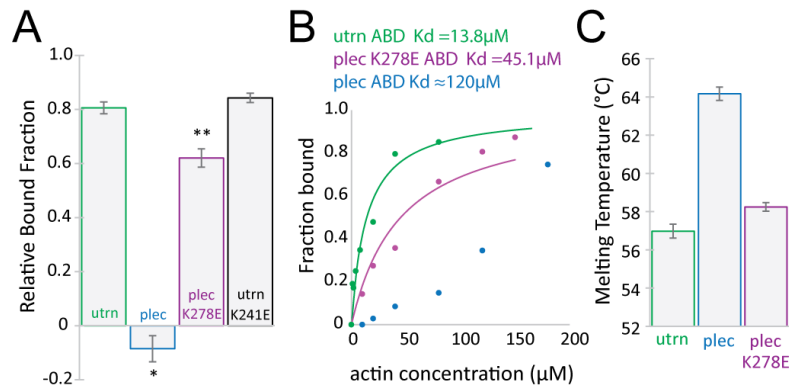 A
Relative Bound Fraction
1.0
0.8
0.6
0.4
0.2
0
-0.2
utrn
plec
*
**
plec
K278E
utrn
K241E
B
utrn ABD Kd =13.8µM
plec K278E ABD Kd =45.1µM
plec ABD Kd ≈120µM
Fraction bound
1.0
0.8
0.6
0.4
0.2
0
0
50
100
150
200
actin concentration (µM)
C
Melting Temperature (°C)
66
64
62
60
58
56
54
52
utrn
plec
plec
K278E